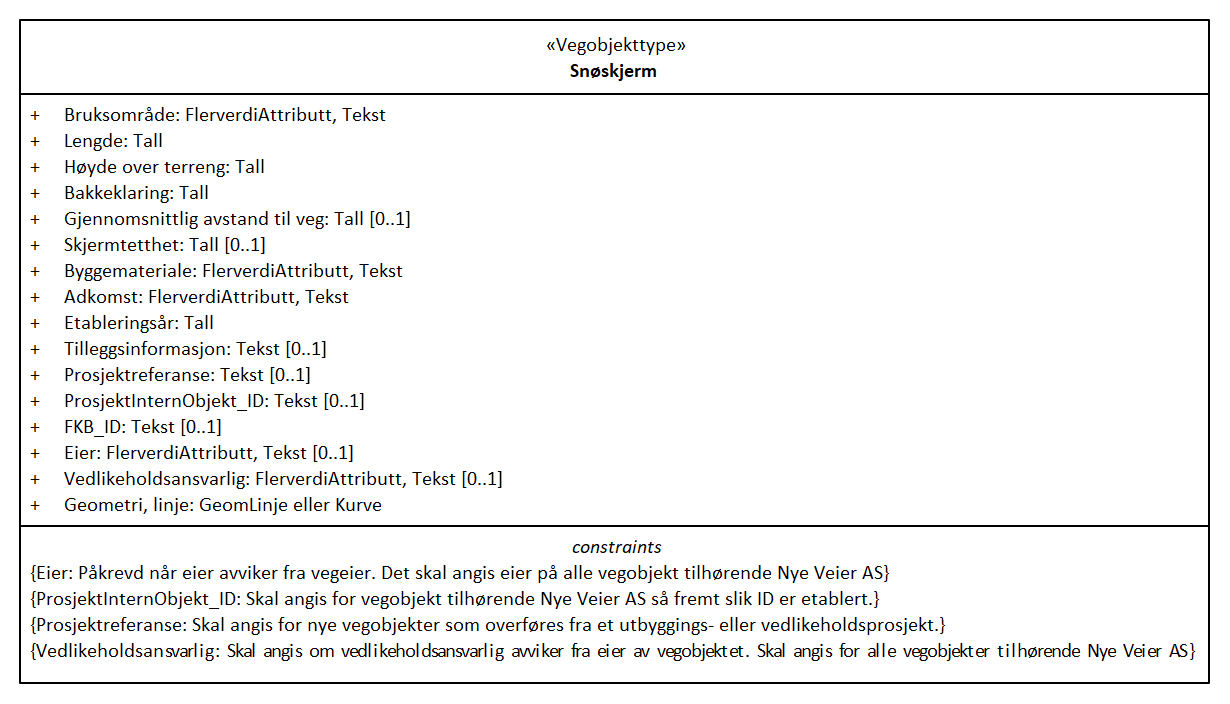 «Vegobjekttype»
Snøskjerm
+ Bruksområde: FlerverdiAttributt, Tekst
+ Lengde: Tall
+ Høyde over terreng: Tall
+ Bakkeklaring: Tall
+ Gjennomsnittlig avstand til veg: Tall [0..1]
+ Skjermtetthet: Tall [0..1]
+ Byggemateriale: FlerverdiAttributt, Tekst
+ Adkomst: FlerverdiAttributt, Tekst
+ Etableringsår: Tall
+ Tilleggsinformasjon: Tekst [0..1]
+ Prosjektreferanse: Tekst [0..1]
+ ProsjektInternObjekt_ID: Tekst [0..1]
+ FKB_ID: Tekst [0..1]
+ Eier: FlerverdiAttributt, Tekst [0..1]
+ Vedlikeholdsansvarlig: FlerverdiAttributt, Tekst [0..1]
+ Geometri, linje: GeomLinje eller Kurve
constraints
{Eier: Påkrevd når eier avviker fra vegeier. Det skal angis eier på alle vegobjekt tilhørende Nye Veier AS}
{ProsjektInternObjekt_ID: Skal angis for vegobjekt tilhørende Nye Veier AS så fremt slik ID er etablert.}
{Prosjektreferanse: Skal angis for nye vegobjekter som overføres fra et utbyggings- eller vedlikeholdsprosjekt.}
{Vedlikeholdsansvarlig: Skal angis om vedlikeholdsansvarlig avviker fra eier av vegobjektet. Skal angis for alle vegobjekter tilhørende Nye Veier AS}